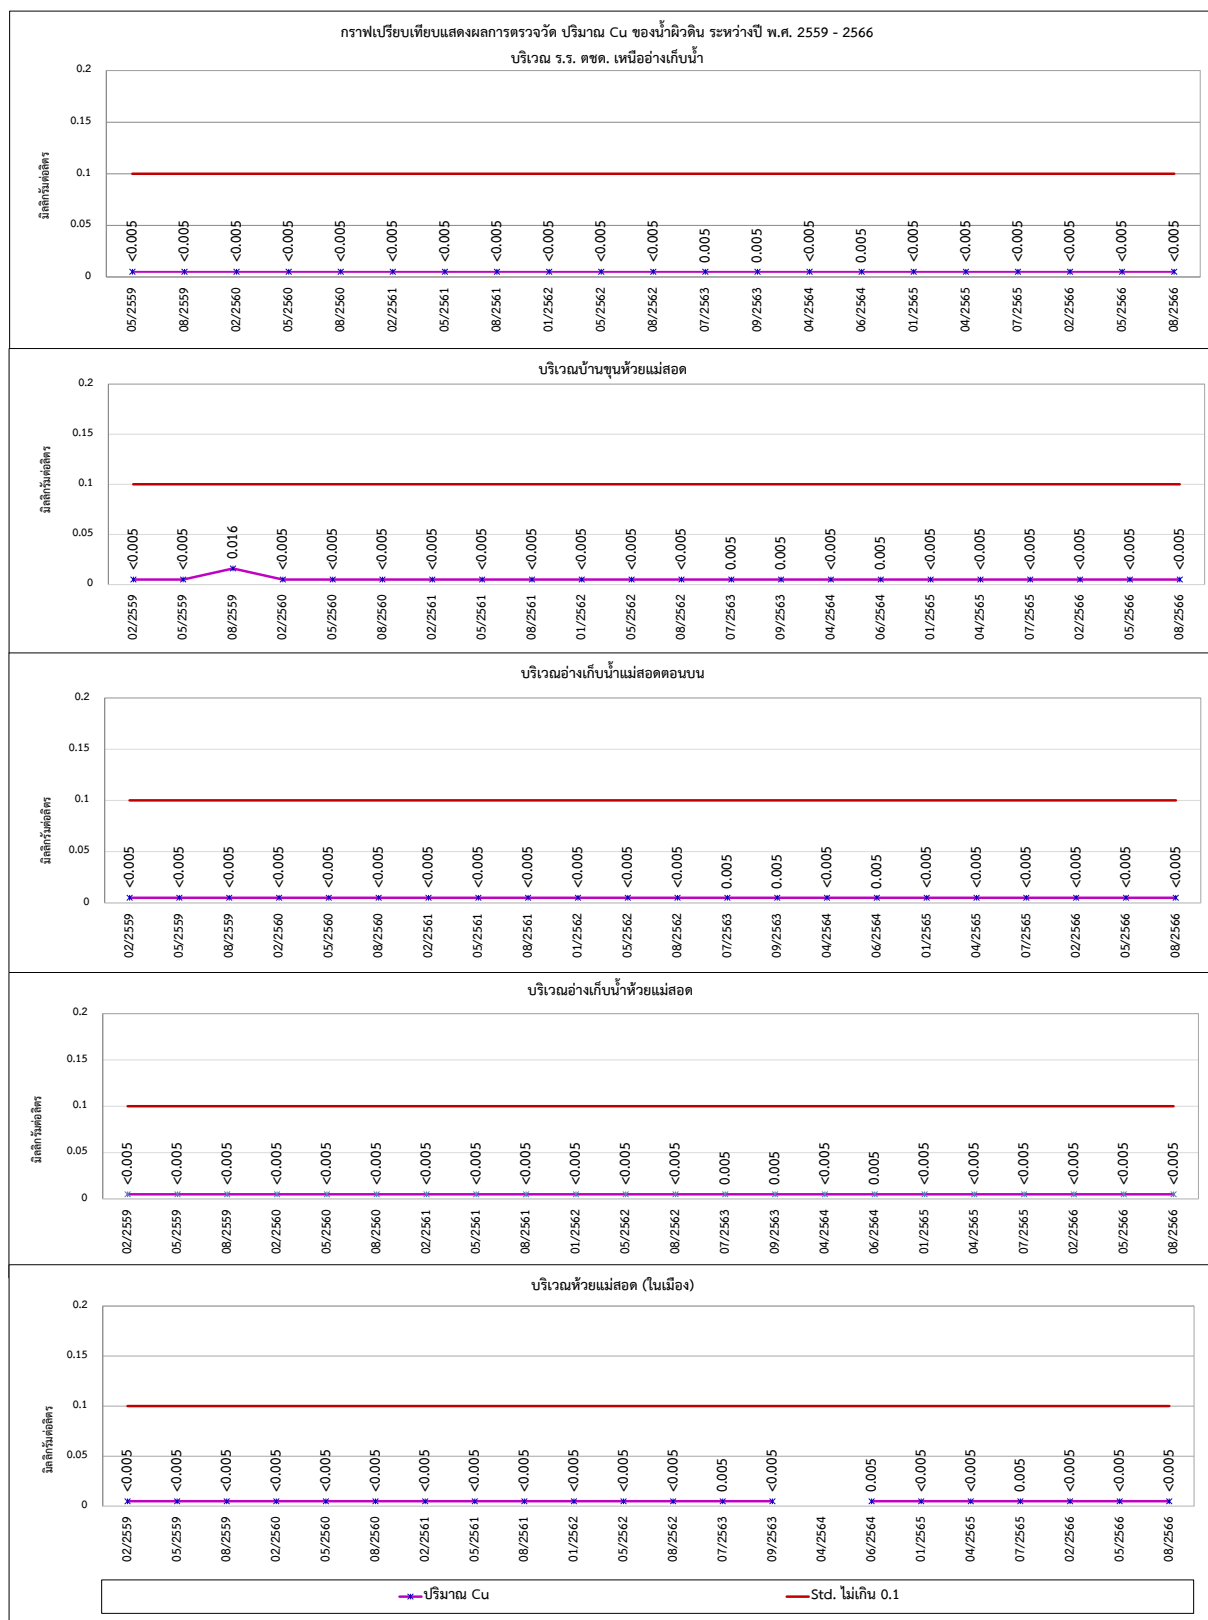 กราฟเปรียบเทียบแสดงผลการตรวจวัด ปริมาณ Cu ของน้ำผิวดิน ระหว่างปี พ.ศ. 2559 - 2566
บริเวณ ร.ร. ตชด. เหนืออ่างเก็บน้ำ
0.2
0.15
0.1
0.05
0
มิลลิกรัมต่อลิตร
<0.005 <0.005 <0.005 <0.005 <0.005 <0.005 <0.005 <0.005 <0.005 <0.005 <0.005 0.005 0.005 <0.005 0.005 <0.005 <0.005 <0.005 <0.005 <0.005 <0.005
05/2559 08/2559 02/2560 05/2560 08/2560 02/2561 05/2561 08/2561 01/2562 05/2562 08/2562 07/2563 09/2563 04/2564 06/2564 01/2565 04/2565 07/2565 02/2566 05/2566 08/2566
บริเวณบ้านขุนห้วยแม่สอด
0.2
0.15
0.1
0.05
0
มิลลิกรัมต่อลิตร
<0.005 <0.005 0.016 <0.005 <0.005 <0.005 <0.005 <0.005 <0.005 <0.005 <0.005 <0.005 0.005 0.005 <0.005 0.005 <0.005 <0.005 <0.005 <0.005 <0.005 <0.005
02/2559 05/2559 08/2559 02/2560 05/2560 08/2560 02/2561 05/2561 08/2561 01/2562 05/2562 08/2562 07/2563 09/2563 04/2564 06/2564 01/2565 04/2565 07/2565 02/2566 05/2566 08/2566
บริเวณอ่างเก็บน้ำแม่สอดตอนบน
0.2
0.15
0.1
0.05
0
มิลลิกรัมต่อลิตร
<0.005 <0.005 <0.005 <0.005 <0.005 <0.005 <0.005 <0.005 <0.005 <0.005 <0.005 <0.005 0.005 0.005 <0.005 0.005 <0.005 <0.005 <0.005 <0.005 <0.005 <0.005
02/2559 05/2559 08/2559 02/2560 05/2560 08/2560 02/2561 05/2561 08/2561 01/2562 05/2562 08/2562 07/2563 09/2563 04/2564 06/2564 01/2565 04/2565 07/2565 02/2566 05/2566 08/2566
บริเวณอ่างเก็บน้ำห้วยแม่สอด
0.2
0.15
0.1
0.05
0
มิลลิกรัมต่อลิตร
<0.005 <0.005 <0.005 <0.005 <0.005 <0.005 <0.005 <0.005 <0.005 <0.005 <0.005 <0.005 0.005 0.005 <0.005 0.005 <0.005 <0.005 <0.005 <0.005 <0.005 <0.005
02/2559 05/2559 08/2559 02/2560 05/2560 08/2560 02/2561 05/2561 08/2561 01/2562 05/2562 08/2562 07/2563 09/2563 04/2564 06/2564 01/2565 04/2565 07/2565 02/2566 05/2566 08/2566
บริเวณห้วยแม่สอด (ในเมือง)
0.2
0.15
0.1
0.05
0
มิลลิกรัมต่อลิตร
<0.005 <0.005 <0.005 <0.005 <0.005 <0.005 <0.005 <0.005 <0.005 <0.005 <0.005 <0.005 0.005 <0.005 0.005 <0.005 <0.005 0.005 <0.005 <0.005 <0.005
02/2559 05/2559 08/2559 02/2560 05/2560 08/2560 02/2561 05/2561 08/2561 01/2562 05/2562 08/2562 07/2563 09/2563 04/2564 06/2564 01/2565 04/2565 07/2565 02/2566 05/2566 08/2566
ปริมาณ Cu Std. ไม่เกิน 0.1